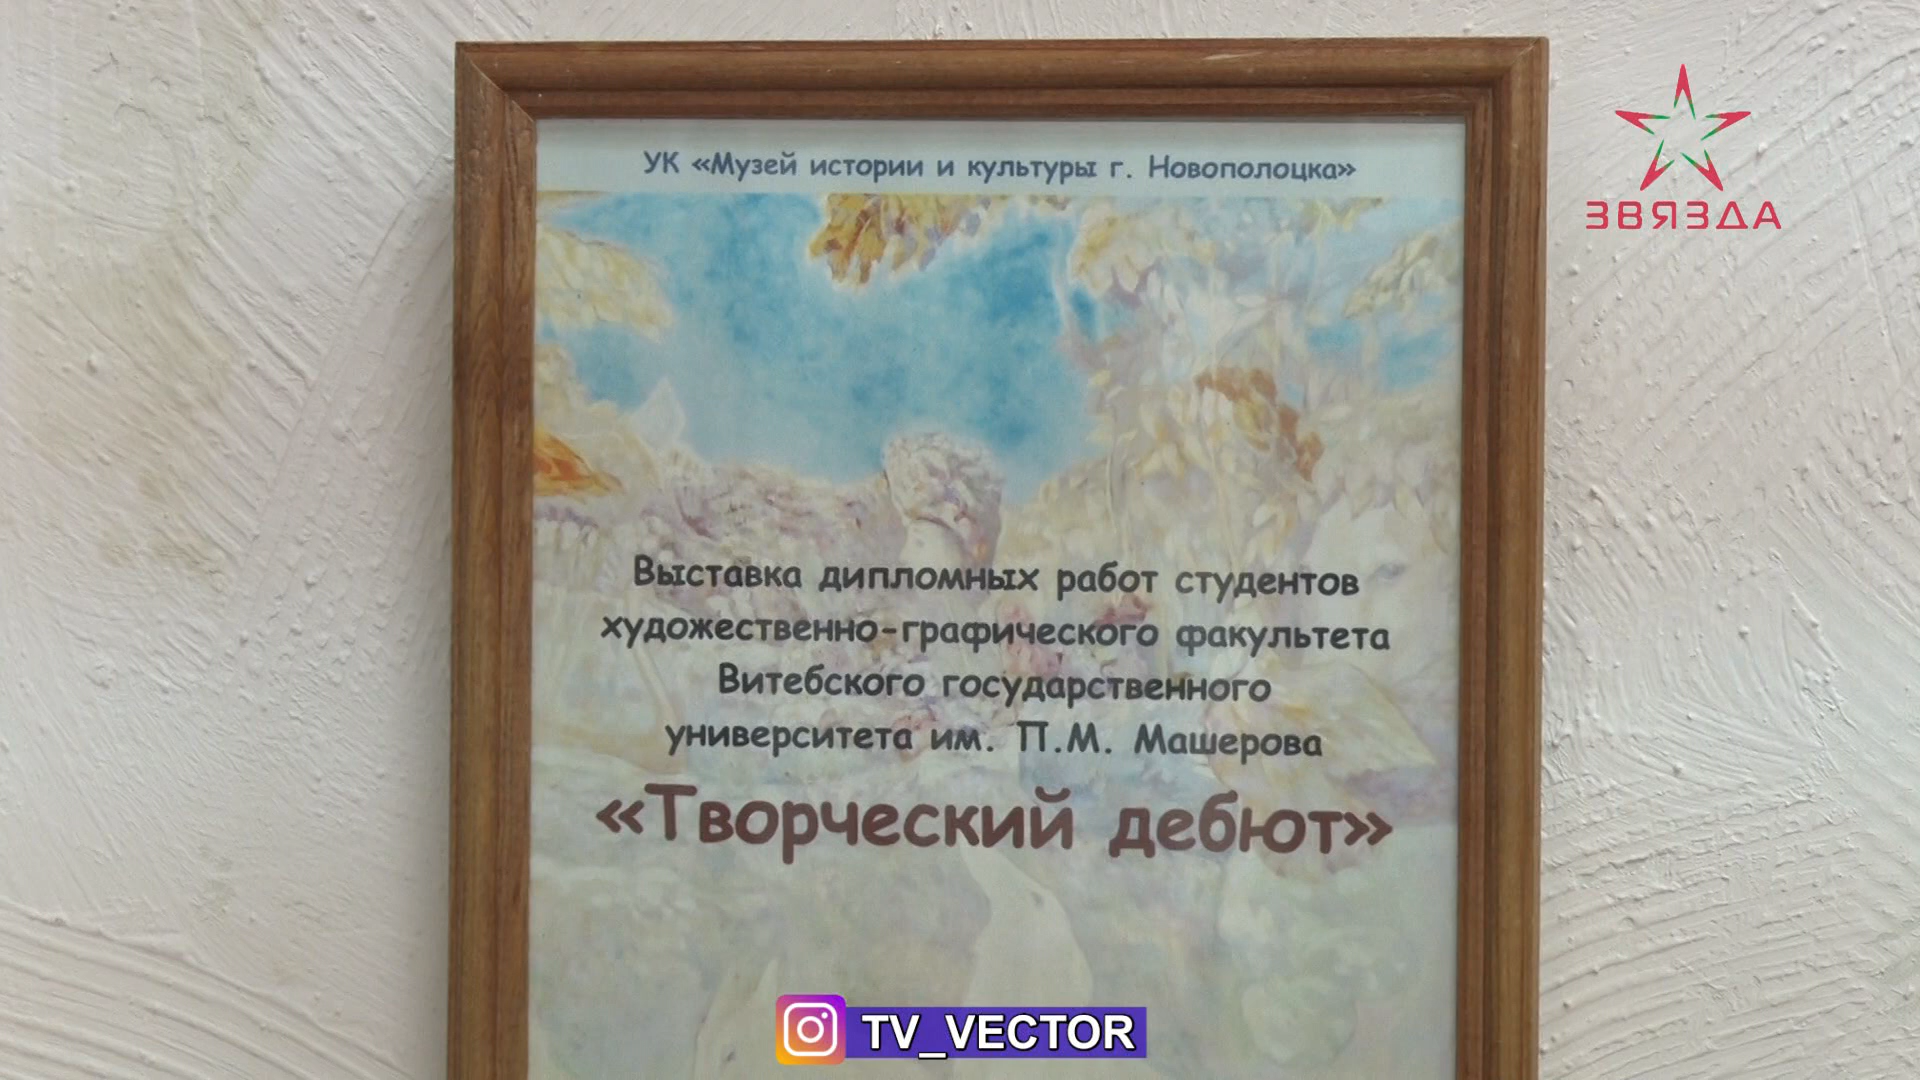 УК «Музей истории и культуры г. Новополоцка»
ЗВЯЗДА
Выставка дипломных работ студентов
художественно-графического факультета
Витебского государственного
университета им. П.М. Машерова
«Творческий дебют»
TV_VECTOR